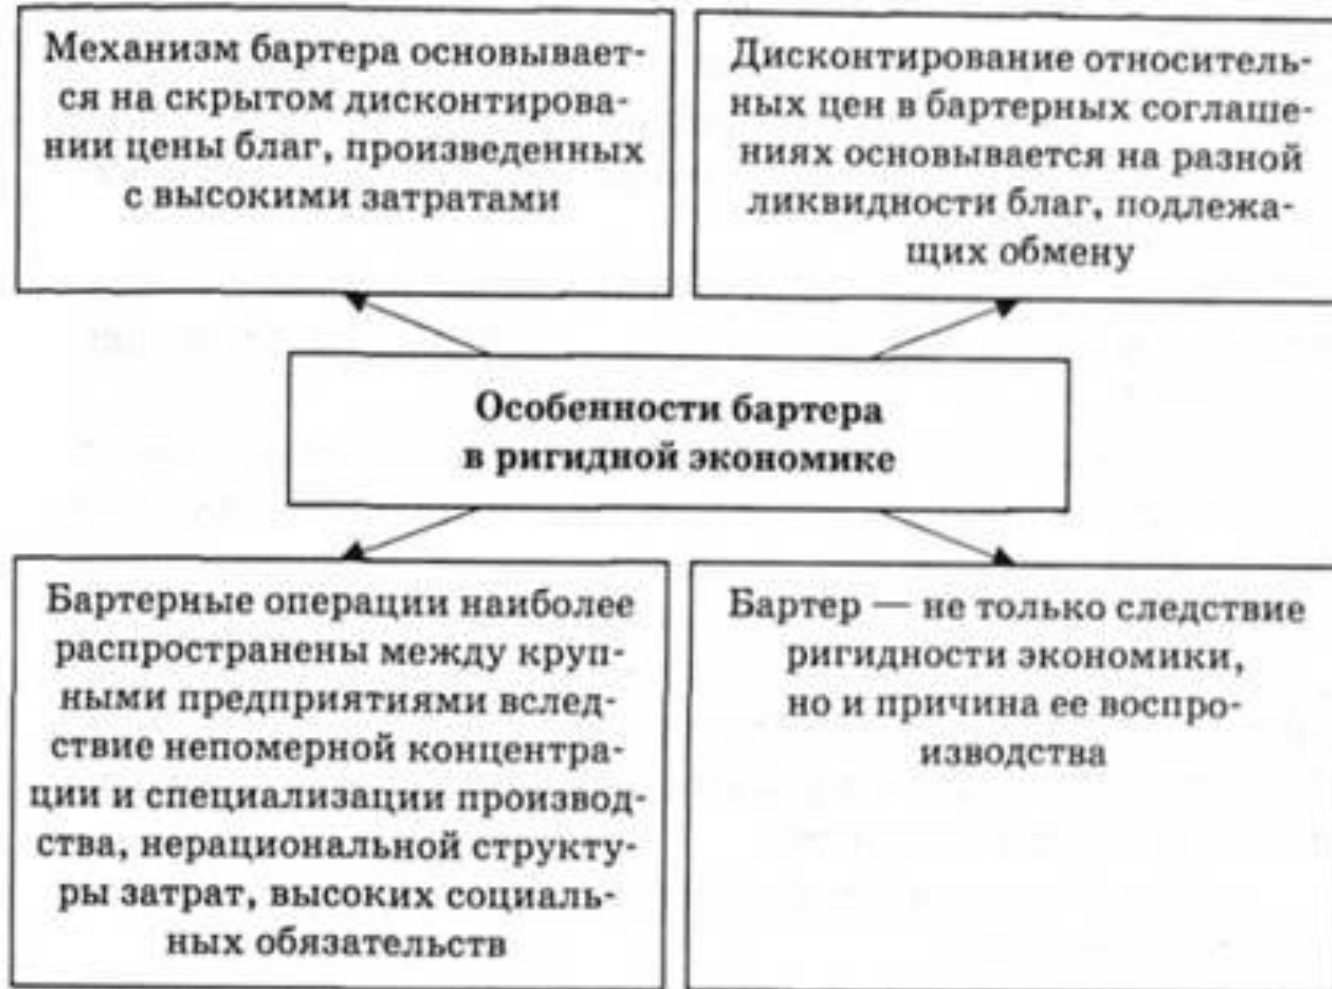 Механизм бартера основывает-
ся на скрытом дисконтирова-
нии цены благ, произведенных
с высокими затратами
Дисконтирование относитель-
ных цен в бартерных соглаше-
ниях основывается на разной
ликвидности благ, подлежа-
щих обмену
Особенности бартера
в ригидной экономике
Бартерные операции наиболее
распространены между круп-
ными предприятиями вслед-
ствие непомерной концентра-
ции и специализации производ-
ства, нерациональной структу-
ры затрат, высоких социаль-
ных обязательств
Бартер — не только следствие
ригидности экономики,
но и причина ее воспро-
изводства